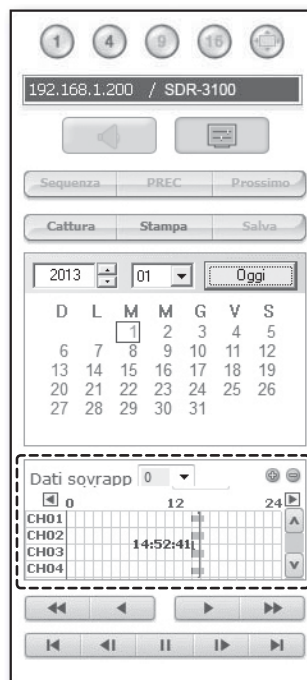 1 4 9 16
192.168.1.200 / SDR-3100
Sequenza PREC Prossimo
Cattura Stampa Salva
2013 01 Oggi
D L M M G V S
1 2 3 4 5
6 7 8 9 10 11 12
13 14 15 16 17 18 19
20 21 22 23 24 25 26
27 28 29 30 31
Dati sovrapp 0
0 12 24
CH01
CH02
14:52:41
CH03
CH04